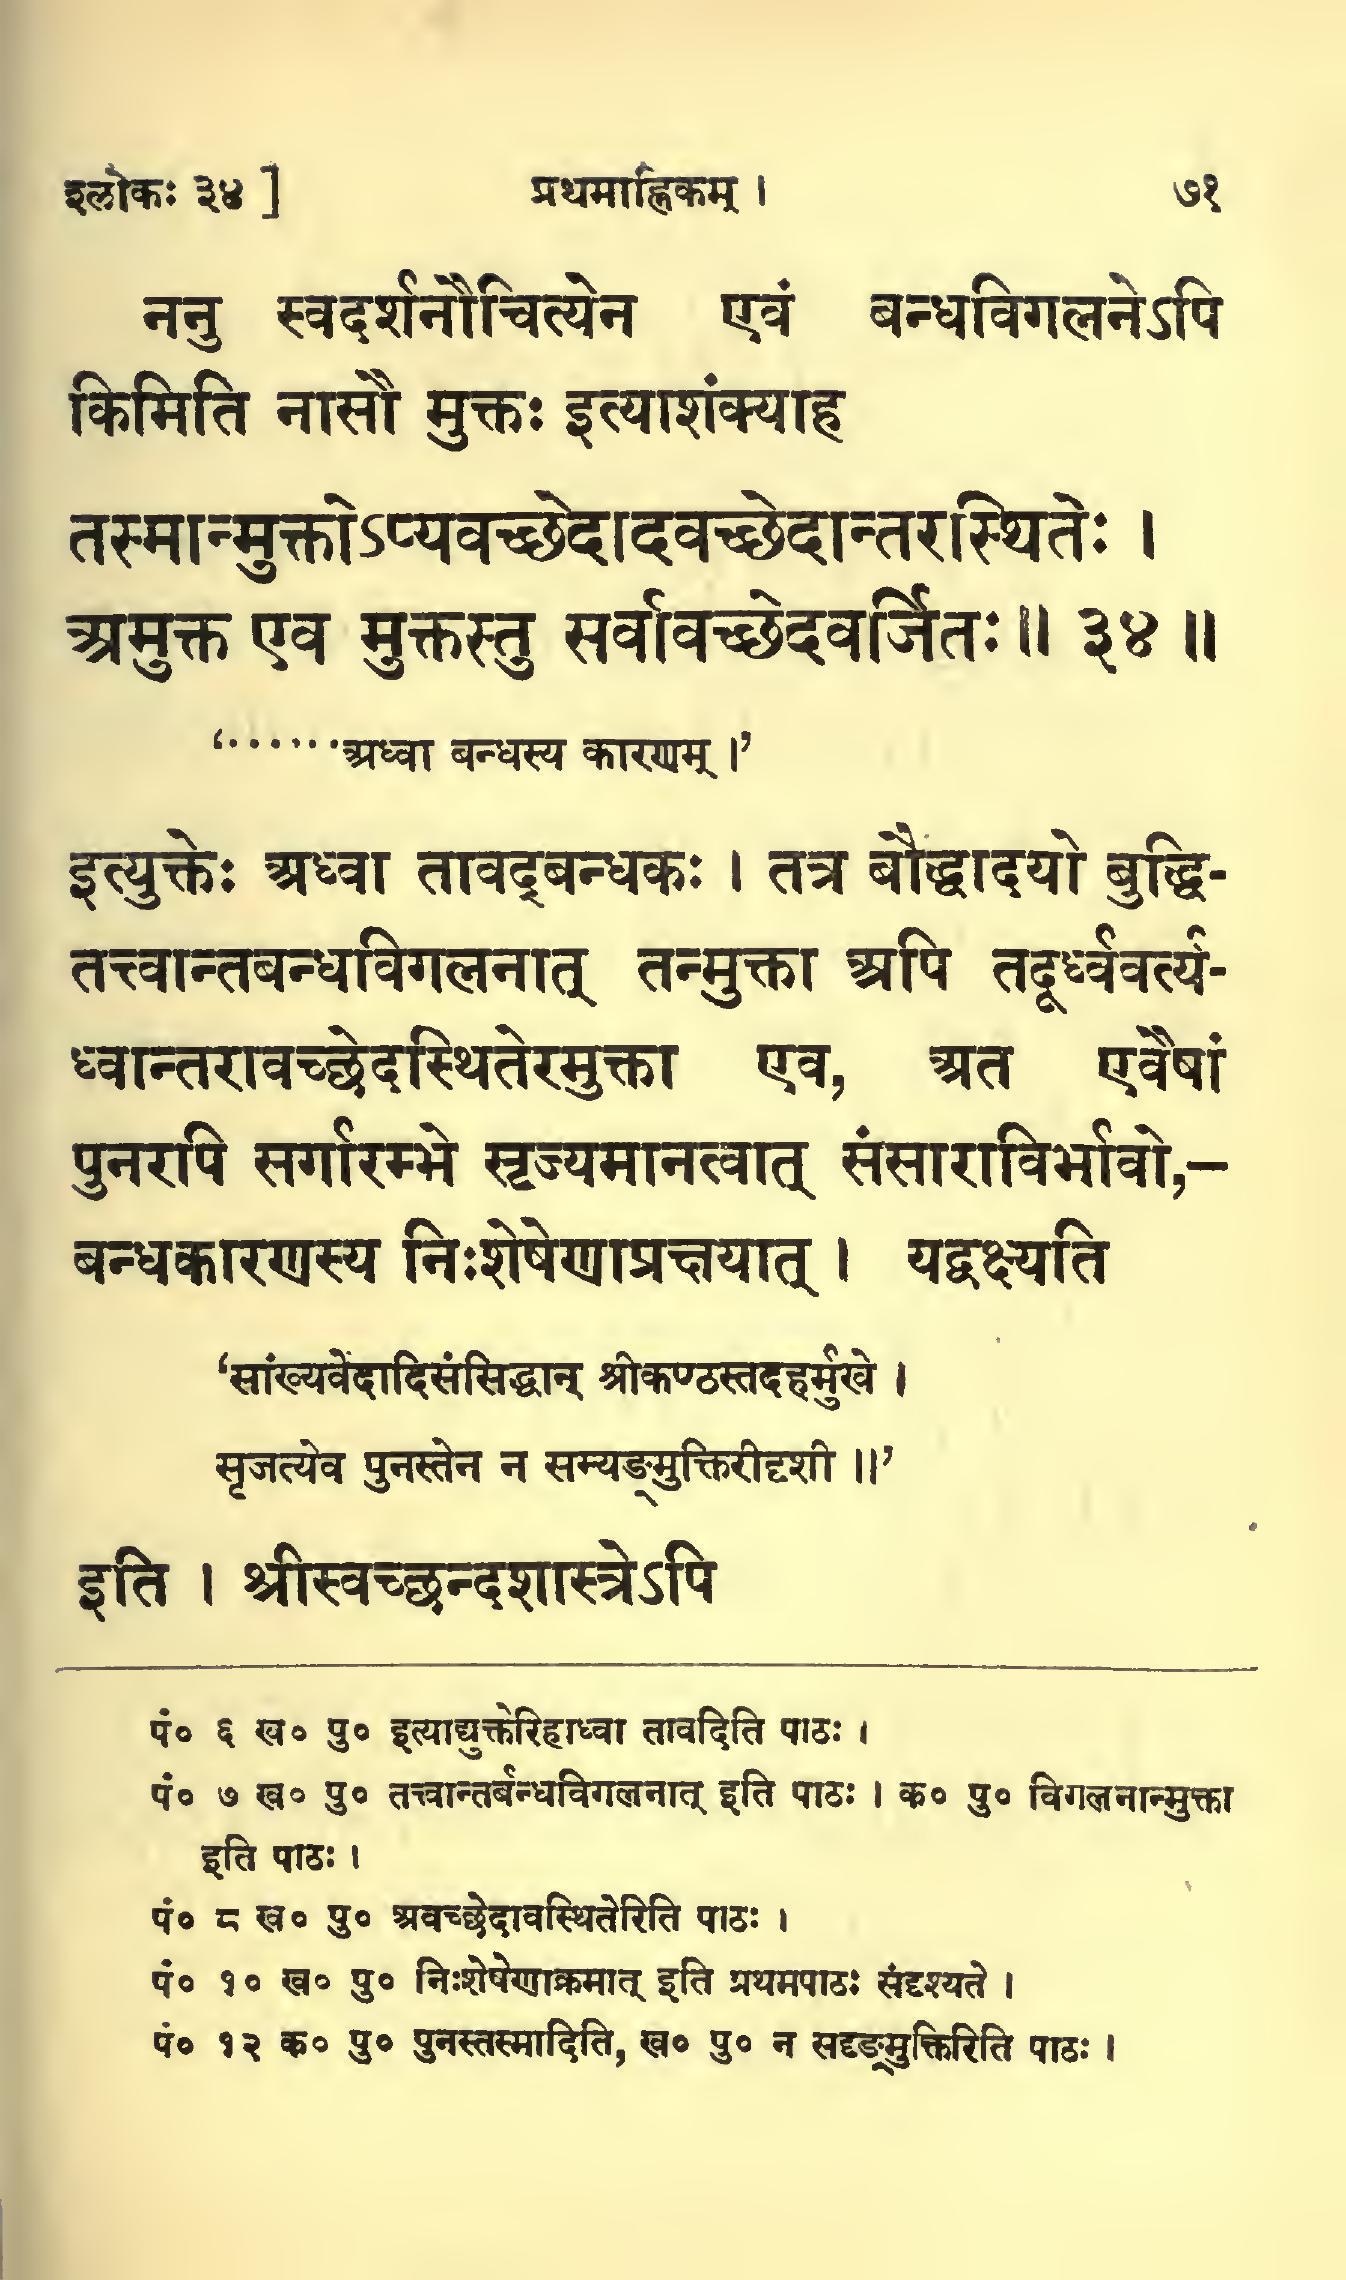 श्लोकः ३४ ] प्रथमाह्निकम् । ७१
ननु स्वदर्शनौचित्येन एवं बन्धविगलनेऽपि
किमिति नासौ मुक्तः इत्याशंक्याह
तस्मान्मुक्तोऽप्यवच्छेदादवच्छेदान्तरास्थितेः ।
अमुक्त एव मुक्तस्तु सर्वावच्छेदवर्जितः॥ ३४ ॥
‘.......अध्वा बन्धस्य कारणम् ।’
इत्युक्तेः अध्वा तावद्बन्धकः । तत्र बौद्धादयो बुद्धि-
तत्त्वान्तबन्धविगलनात् तन्मुक्ता अपि तदूर्ध्ववर्त्य-
ध्वान्तरावच्छेदस्थितेरमुक्ता एव, अत एवैषां
पुनरपि सर्गारम्भे सृज्यमानत्वात् संसाराविर्भावो,—
बन्धकारणस्य निःशेषेणाप्रक्षयात् । यद्वक्ष्यति
‘सांख्यवेदादिसंसिद्धान् श्रीकण्ठस्तदहर्मुखे ।
सृजत्येव पुनस्तेन न सम्यङ्मुक्तिरीदृशी ॥’
इति । श्रीस्वच्छन्दशास्त्रेऽपि
पं० ६ ख० पु० इत्याद्युक्तेरिहाध्वा तावदिति पाठः ।
पं० ७ ख० पु० तत्त्वान्तर्बन्धविगलनात् इति पाठः । क० पु० विगलनान्मुक्ता
इति पाठः ।
पं० ८ ख० पु० अवच्छेदावस्थितेरिति पाठः ।
पं० १० ख० पु० निःशेषेणाक्रमात् इति प्रथमपाठः संदृश्यते ।
पं० १२ क० पु० पुनस्तस्मादिति, ख० पु० न सदृङ्मुक्तिरिति पाठः ।